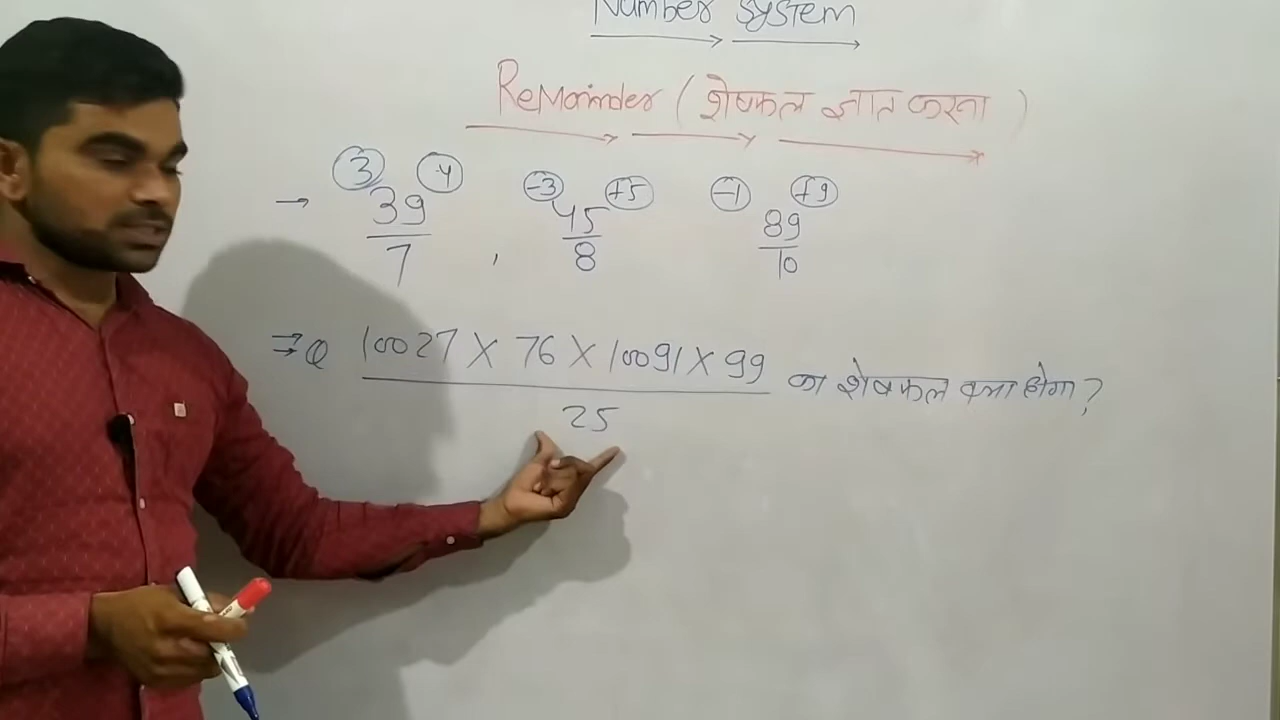 Number System
Remainder (शेषफल ज्ञात करना)
→ 3 39 -4 / 7 , -3 45 +5 / 8 -1 89 +9 / 10
⇒ Q 10027 X 76 X 10091 X 99 / 25 का शेषफल क्या होगा?